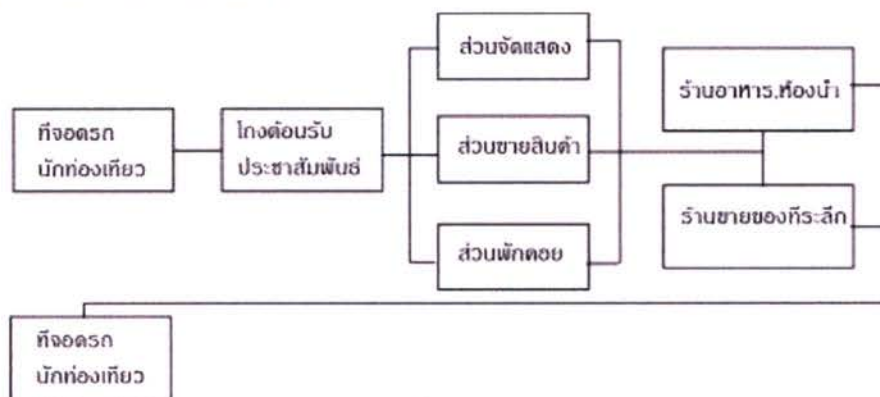 ที่จอดรถ
นักท่องเที่ยว
โถงต้อนรับ
ประชาสัมพันธ์
ส่วนจัดแสดง
ส่วนขายสินค้า
ส่วนพักคอย
ร้านอาหาร,ห้องน้ำ
ร้านขายของที่ระลึก
ที่จอดรถ
นักท่องเที่ยว